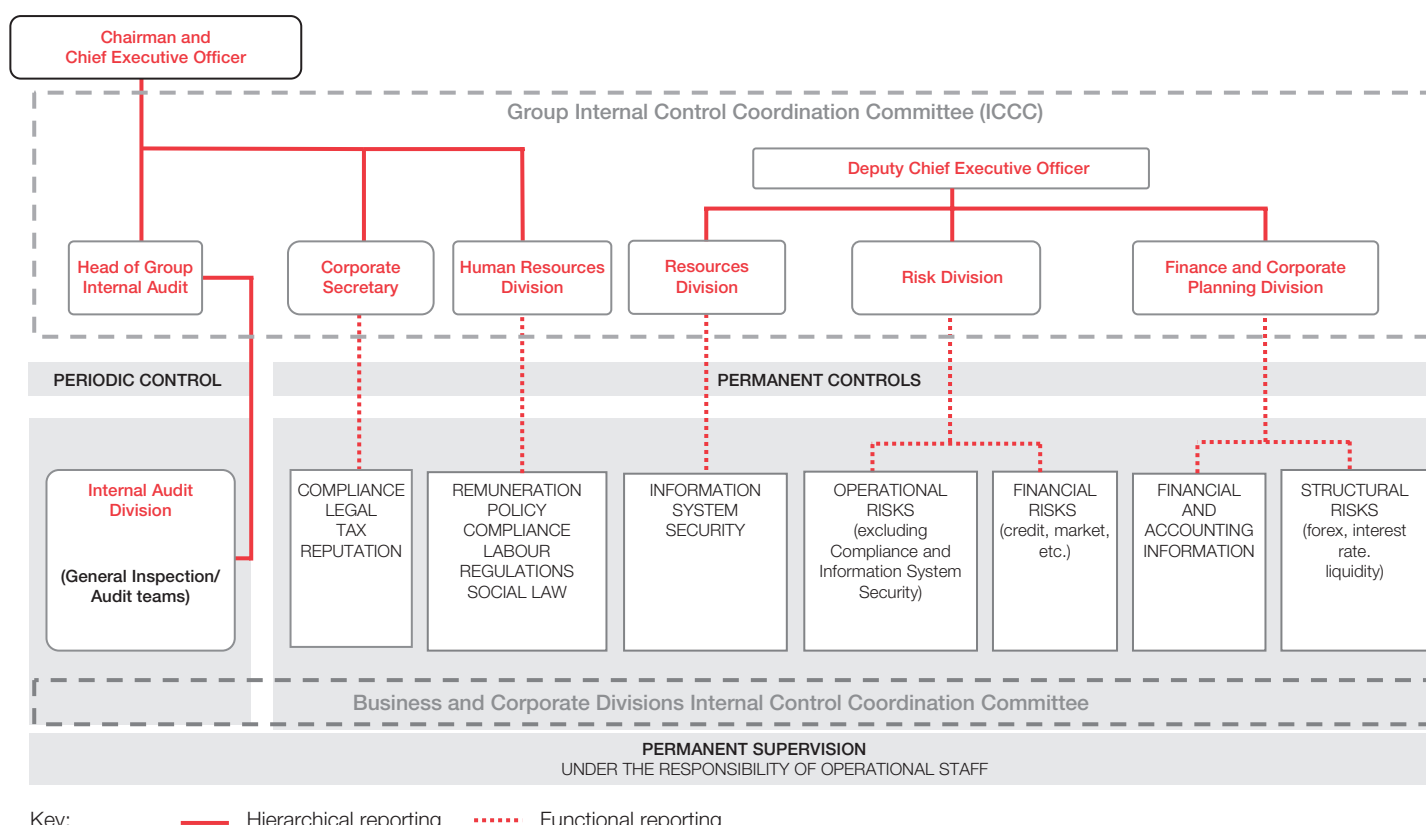 Chairman and
Chief Executive Officer
Group Internal Control Coordination Committee (ICCC)
Deputy Chief Executive Officer
Head of Group
Internal Audit
Corporate
Secretary
Human Resources
Division
Resources
Division
Risk Division
Finance and Corporate
Planning Division
PERIODIC CONTROL
PERMANENT CONTROLS
Internal Audit
Division
(General Inspection/
Audit teams)
COMPLIANCE
LEGAL
TAX
REPUTATION
REMUNERATION
POLICY
COMPLIANCE
LABOUR
REGULATIONS
SOCIAL LAW
INFORMATION
SYSTEM
SECURITY
OPERATIONAL
RISKS
(excluding
Compliance and
Information System
Security)
FINANCIAL
RISKS
(credit, market,
etc.)
FINANCIAL
AND
ACCOUNTING
INFORMATION
STRUCTURAL
RISKS
(forex, interest
rate.
liquidity)
Business and Corporate Divisions Internal Control Coordination Committee
PERMANENT SUPERVISION
UNDER THE RESPONSIBILITY OF OPERATIONAL STAFF
Key: Hierarchical reporting Functional reporting